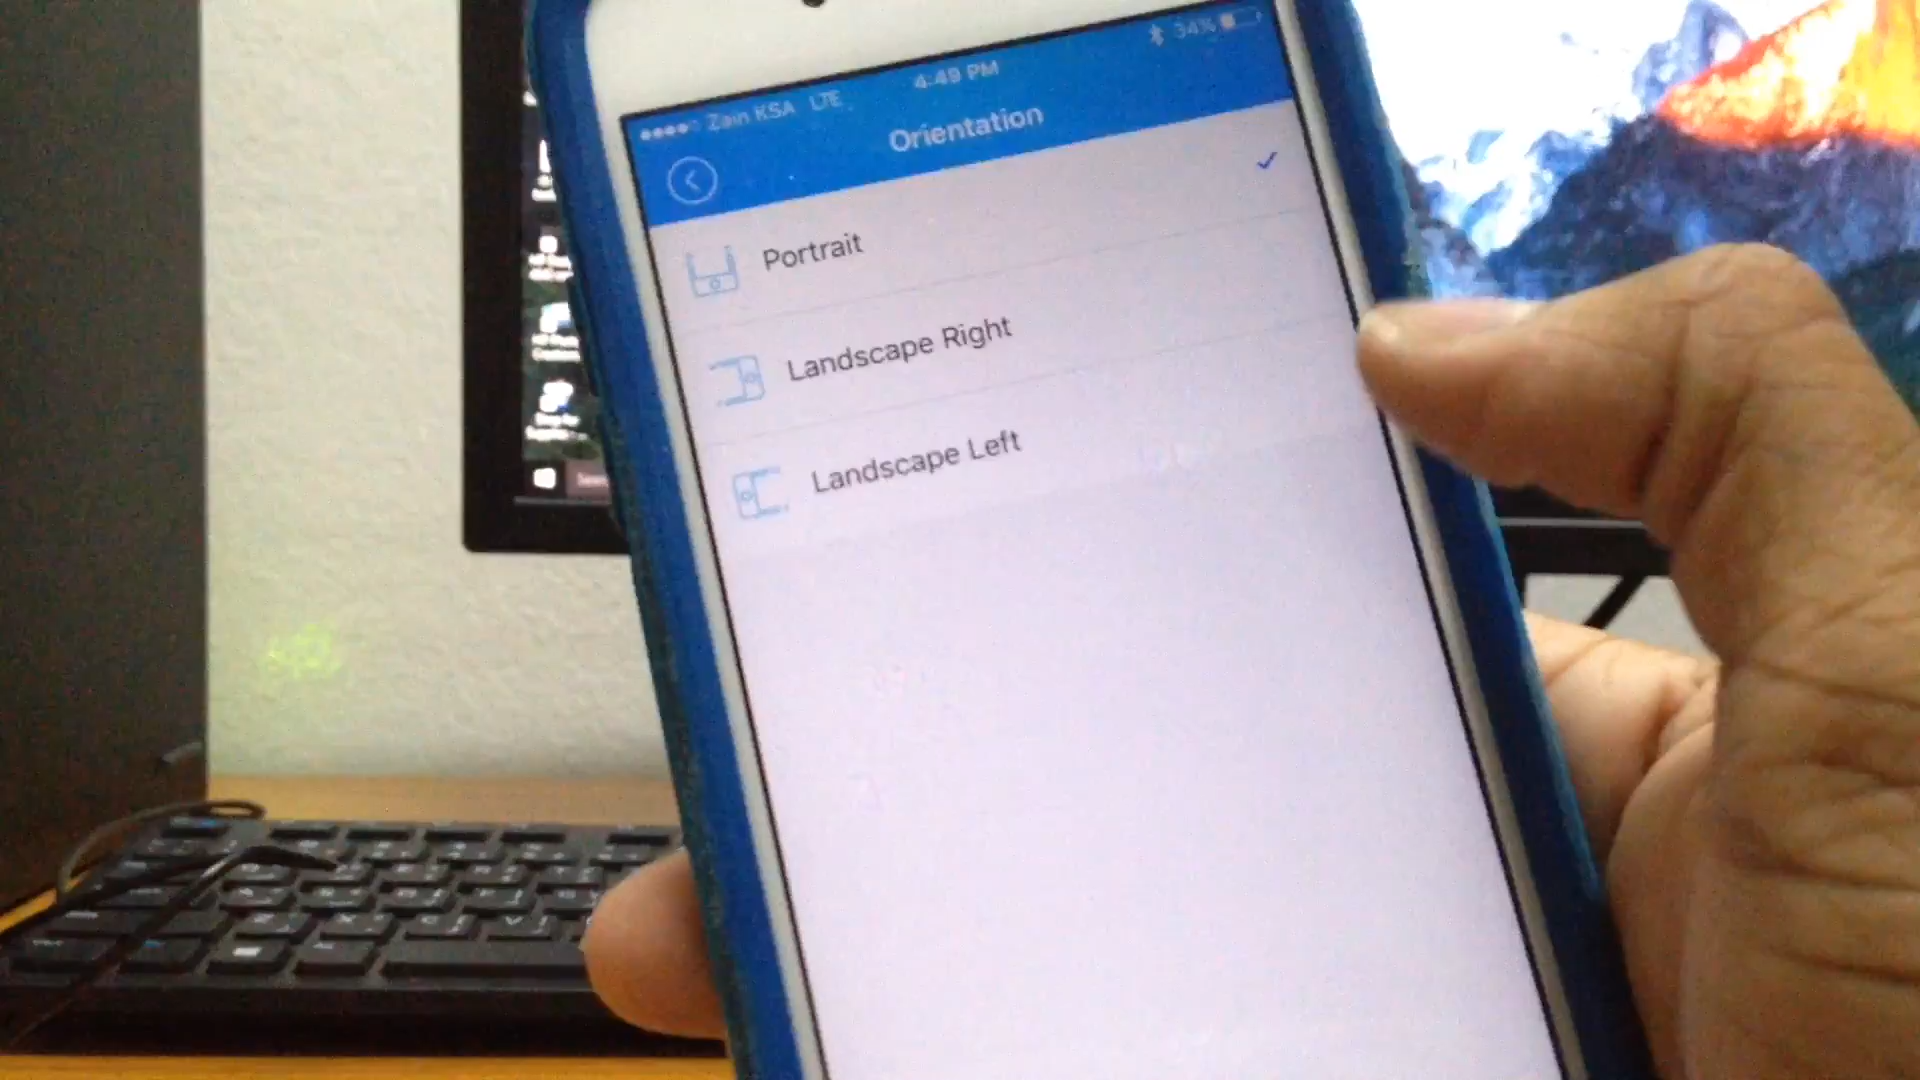 Zain KSA LTE
4:49 PM
34%
Orientation
Portrait
Landscape Right
Landscape Left